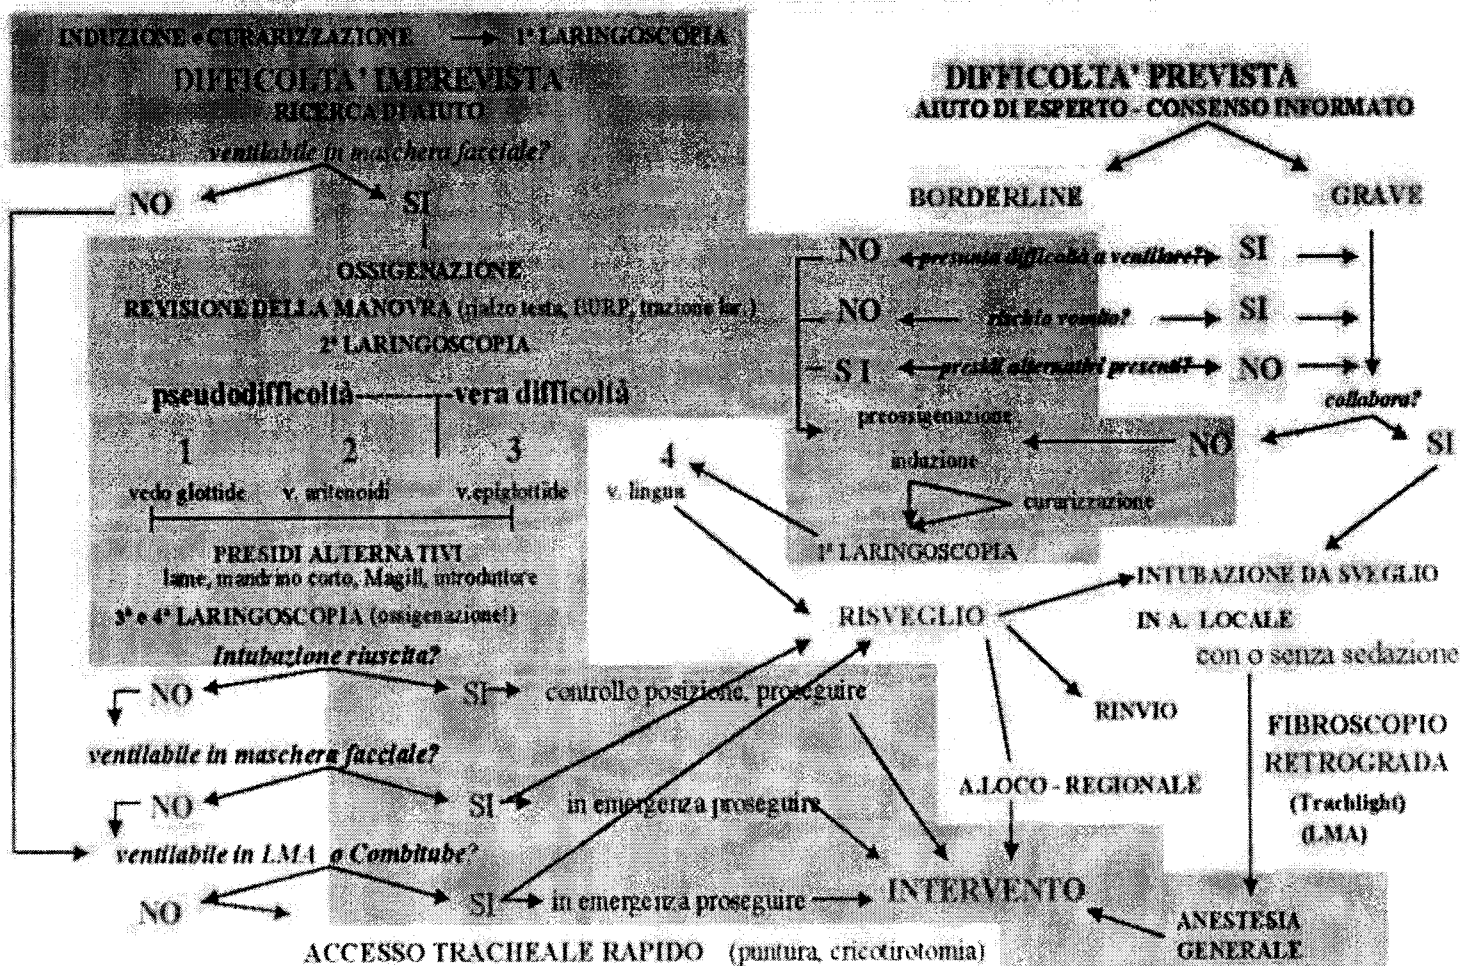 INDUZIONE e CURARIZZAZIONE → 1ª LARINGOSCOPIA
DIFFICOLTA' IMPREVISTA
RICERCA DI AIUTO
ventilabile in maschera facciale?
NO
SI
OSSIGENAZIONE
REVISIONE DELLA MANOVRA (rialzo testa, BURP, trazione lar.)
2ª LARINGOSCOPIA
pseudodifficoltà----------vera difficoltà
1 2 3 4
vedo glottide v. aritenoidi v.epiglottide v. lingua
PRESIDI ALTERNATIVI
lame, mandrino corto, Magill, introduttore
3ª e 4ª LARINGOSCOPIA (ossigenazione!)
Intubazione riuscita?
NO
SI
controllo posizione, proseguire
ventilabile in maschera facciale?
NO
SI
in emergenza proseguire
ventilabile in LMA o Combitube?
NO
SI
in emergenza proseguire
ACCESSO TRACHEALE RAPIDO (puntura, cricotirotomia)
DIFFICOLTA' PREVISTA
AIUTO DI ESPERTO - CONSENSO INFORMATO
BORDERLINE
GRAVE
NO presunta difficoltà a ventilare? SI
NO rischio vomito? SI
SI presidi alternativi presenti? NO
collabora?
NO
SI
preossigenazione
induzione
curarizzazione
1ª LARINGOSCOPIA
RISVEGLIO
INTUBAZIONE DA SVEGLIO
IN A. LOCALE
con o senza sedazione
RINVIO
FIBROSCOPIO
RETROGRADA
(Trachlight)
(LMA)
A.LOCO - REGIONALE
INTERVENTO
ANESTESIA
GENERALE